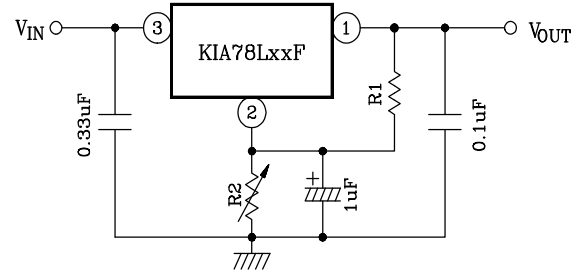 VIN
3
KIA78LxxF
1
VOUT
2
0.33uF
R2
1uF
R1
0.1uF
+